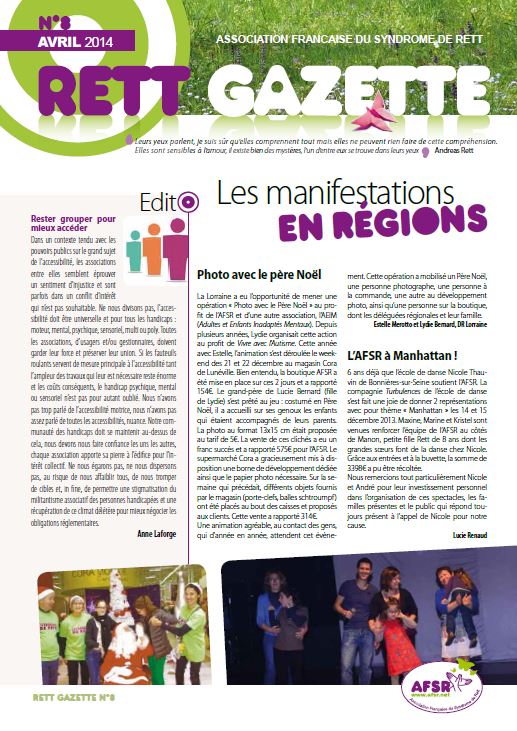 N°8
AVRIL 2014
ASSOCIATION FRANCAISE DU SYNDROME DE RETT
RETT GAZETTE
Leurs yeux parlent, je suis sûr qu'elles comprennent tout mais elles ne peuvent rien faire de cette compréhension.
Elles sont sensibles à l'amour, il existe bien des mystères, l'un d'entre eux se trouve dans leurs yeux Andreas Rett
Edito
Rester grouper pour
mieux accéder
Dans un contexte tendu avec les
pouvoirs publics sur le grand sujet
de l'accessibilité, les associations
entre elles semblent éprouver
un sentiment d'injustice et sont
parfois dans un conflit d'intérêt
qui n'est pas souhaitable. Ne nous divisons pas, l'acces-
sibilité doit être universelle et pour tous les handicaps :
moteur, mental, psychique, sensoriel, multi ou poly. Toutes
les associations, d'usagers et/ou gestionnaires, doivent
garder leur force et préserver leur union. Si les fauteuils
roulants servent de mesure principale à l'accessibilité tant
l'ampleur des travaux qui leur est nécessaire reste énorme
et les coûts conséquents, le handicap psychique, mental
ou sensoriel n'est pas pour autant oublié. Nous n'avons
pas trop parlé de l'accessibilité motrice, nous n'avons pas
assez parlé de toutes les accessibilités, nuance. Notre com-
munauté des handicaps doit se maintenir au-dessus de
cela, nous devons nous faire confiance les uns les autres,
chaque association apporte sa pierre à l'édifice pour l'in-
térêt collectif. Ne nous égarons pas, ne nous dispersons
pas, au risque de nous affaiblir tous, de nous tromper
de cibles et, in fine, de permettre une stigmatisation du
militantisme associatif des personnes handicapées et une
récupération de ce climat délétère pour mieux négocier les
obligations réglementaires.
Anne Laforge
Les manifestations
EN RÉGIONS
Photo avec le père Noël
La Lorraine a eu l'opportunité de mener une
opération « Photo avec le Père Noël » au pro-
fit de l'AFSR et d'une autre association, l'AEIM
(Adultes et Enfants Inadaptés Mentaux). Depuis
plusieurs années, Lydie organisait cette action
au profit de Vivre avec l'Autisme. Cette année
avec Estelle, l'animation s'est déroulée le week-
end des 21 et 22 décembre au magasin Cora
de Lunéville. Bien entendu, la boutique AFSR a
été mise en place sur ces 2 jours et a rapporté
154€. Le grand-père de Lucie Bernard (fille
de Lydie) s'est prêté au jeu : costumé en Père
Noël, il a accueilli sur ses genoux les enfants
qui étaient accompagnés de leurs parents.
La photo au format 13x15 cm était proposée
au tarif de 5€. La vente de ces clichés a eu un
franc succès et a rapporté 575€ pour l'AFSR. Le
supermarché Cora a gracieusement mis à dis-
position une borne de développement dédiée
ainsi que le papier photo nécessaire. Sur la se-
maine qui précédait, différents objets fournis
par le magasin (porte-clefs, balles schtroumpf)
ont été placés au bout des caisses et proposés
aux clients. Cette vente a rapporté 314€.
Une animation agréable, au contact des gens,
qui d'année en année, attendent cet événe-
ment. Cette opération a mobilisé un Père Noël,
une personne photographe, une personne à
la commande, une autre au développement
photo, ainsi qu'une personne sur la boutique,
dont les déléguées régionales et leur famille.
Estelle Merotto et Lydie Bernard, DR Lorraine
L'AFSR à Manhattan !
6 ans déjà que l'école de danse Nicole Thau-
vin de Bonnières-sur-Seine soutient l'AFSR. La
compagnie Turbulences de l'école de danse
s'est fait une joie de donner 2 représentations
avec pour thème « Manhattan » les 14 et 15
décembre 2013. Maxine, Marine et Kristel sont
venues renforcer l'équipe de l'AFSR au côtés
de Manon, petite fille Rett de 8 ans dont les
grandes sœurs font de la danse chez Nicole.
Grâce aux entrées et à la buvette, la somme de
3398€ a pu être récoltée.
Nous remercions tout particulièrement Nicole
et André pour leur investissement personnel
dans l'organisation de ces spectacles, les fa-
milles présentes et le public qui répond tou-
jours présent à l'appel de Nicole pour notre
cause.
Lucie Renaud
RETT GAZETTE N°8
AFSR
www.afsr.net
Association Française du Syndrome de Rett